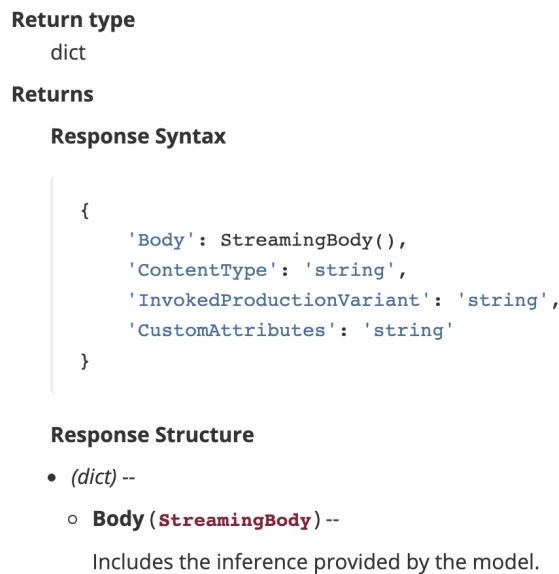 Return type
dict
Returns
Response Syntax
{
'Body': StreamingBody(),
'ContentType': 'string',
'InvokedProductionVariant': 'string',
'CustomAttributes': 'string'
}
Response Structure
(dict) --
Body (StreamingBody) --
Includes the inference provided by the model.